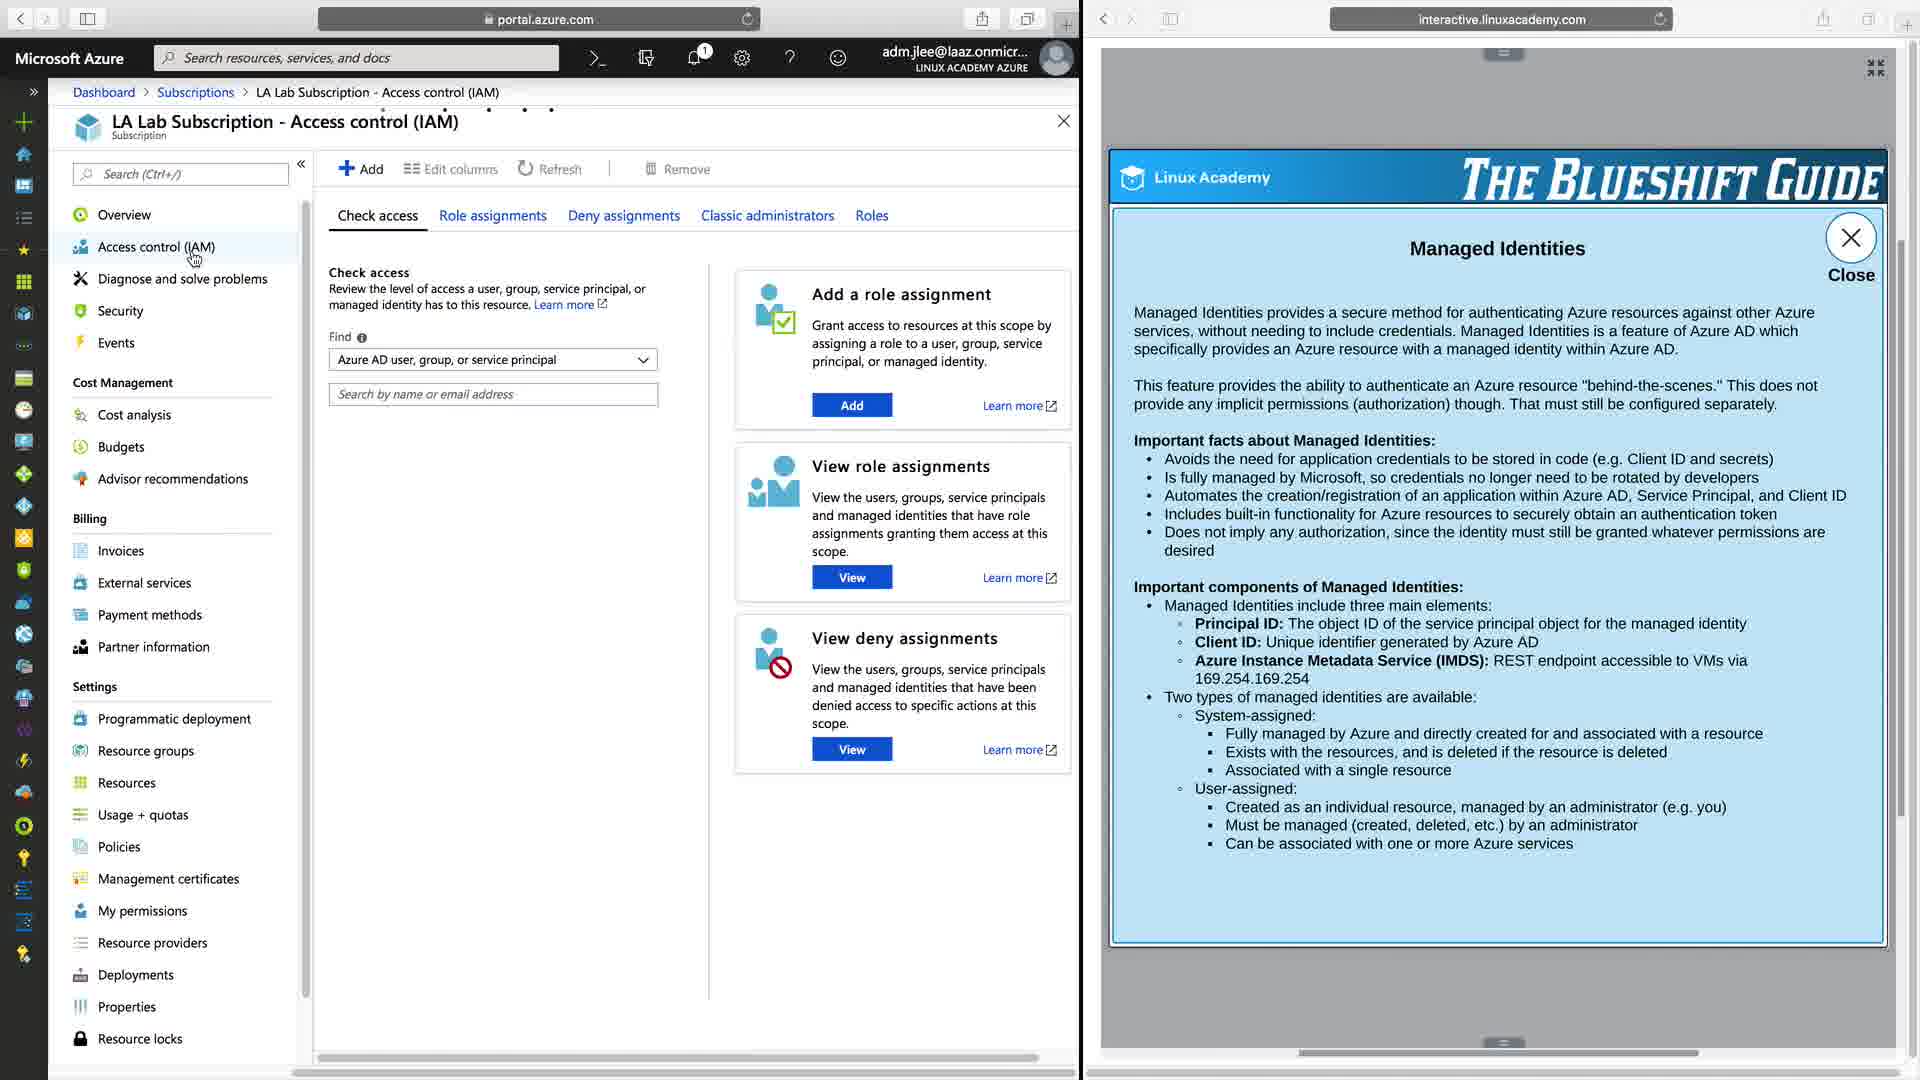 portal.azure.com
Microsoft Azure
Search resources, services, and docs
1
adm.jlee@laaz.onmicr...
LINUX ACADEMY AZURE
Dashboard > Subscriptions > LA Lab Subscription - Access control (IAM)
LA Lab Subscription - Access control (IAM)
Subscription
Search (Ctrl+/)
Overview
Access control (IAM)
Diagnose and solve problems
Security
Events
Cost Management
Cost analysis
Budgets
Advisor recommendations
Billing
Invoices
External services
Payment methods
Partner information
Settings
Programmatic deployment
Resource groups
Resources
Usage + quotas
Policies
Management certificates
My permissions
Resource providers
Deployments
Properties
Resource locks
Add Edit columns Refresh Remove
Check access Role assignments Deny assignments Classic administrators Roles
Check access
Review the level of access a user, group, service principal, or
managed identity has to this resource. Learn more
Find
Azure AD user, group, or service principal
Search by name or email address
Add a role assignment
Grant access to resources at this scope by
assigning a role to a user, group, service
principal, or managed identity.
Add Learn more
View role assignments
View the users, groups, service principals
and managed identities that have role
assignments granting them access at this
scope.
View Learn more
View deny assignments
View the users, groups, service principals
and managed identities that have been
denied access to specific actions at this
scope.
View Learn more
interactive.linuxacademy.com
Linux Academy
THE BLUESHIFT GUIDE
Managed Identities
Close
Managed Identities provides a secure method for authenticating Azure resources against other Azure
services, without needing to include credentials. Managed Identities is a feature of Azure AD which
specifically provides an Azure resource with a managed identity within Azure AD.
This feature provides the ability to authenticate an Azure resource "behind-the-scenes." This does not
provide any implicit permissions (authorization) though. That must still be configured separately.
Important facts about Managed Identities:
• Avoids the need for application credentials to be stored in code (e.g. Client ID and secrets)
• Is fully managed by Microsoft, so credentials no longer need to be rotated by developers
• Automates the creation/registration of an application within Azure AD, Service Principal, and Client ID
• Includes built-in functionality for Azure resources to securely obtain an authentication token
• Does not imply any authorization, since the identity must still be granted whatever permissions are
desired
Important components of Managed Identities:
• Managed Identities include three main elements:
◦ Principal ID: The object ID of the service principal object for the managed identity
◦ Client ID: Unique identifier generated by Azure AD
◦ Azure Instance Metadata Service (IMDS): REST endpoint accessible to VMs via
169.254.169.254
• Two types of managed identities are available:
◦ System-assigned:
▪ Fully managed by Azure and directly created for and associated with a resource
▪ Exists with the resources, and is deleted if the resource is deleted
▪ Associated with a single resource
◦ User-assigned:
▪ Created as an individual resource, managed by an administrator (e.g. you)
▪ Must be managed (created, deleted, etc.) by an administrator
▪ Can be associated with one or more Azure services